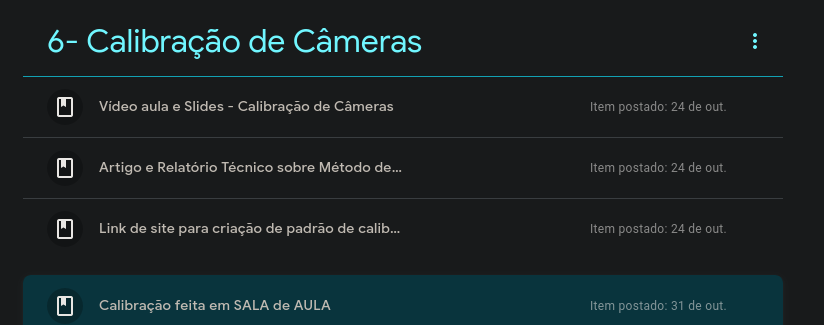 6- Calibração de Câmeras
Vídeo aula e Slides - Calibração de Câmeras
Item postado: 24 de out.
Artigo e Relatório Técnico sobre Método de...
Item postado: 24 de out.
Link de site para criação de padrão de calib...
Item postado: 24 de out.
Calibração feita em SALA de AULA
Item postado: 31 de out.